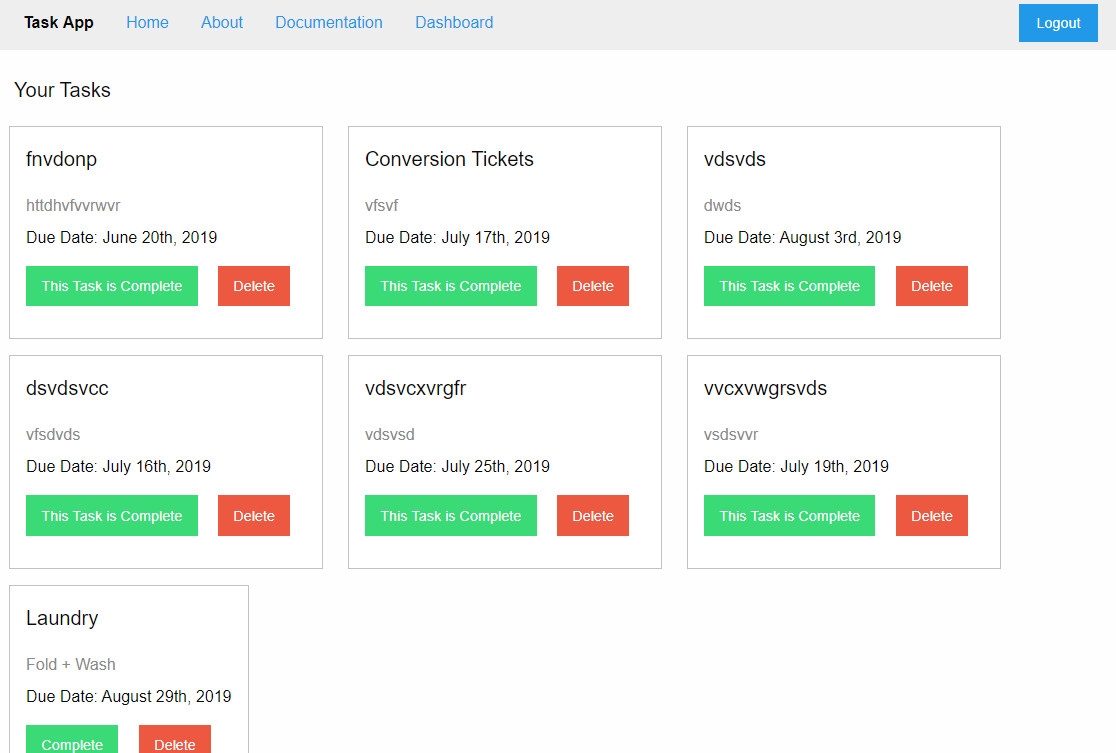 Task App Home About Documentation Dashboard Logout
Your Tasks
fnvdonp
httdhvfvvrwvr
Due Date: June 20th, 2019
This Task is Complete Delete
Conversion Tickets
vfsvf
Due Date: July 17th, 2019
This Task is Complete Delete
vdsvds
dwds
Due Date: August 3rd, 2019
This Task is Complete Delete
dsvdsvcc
vfsdvds
Due Date: July 16th, 2019
This Task is Complete Delete
vdsvcxvrgfr
vdsvsd
Due Date: July 25th, 2019
This Task is Complete Delete
vvcxvwgrsvds
vsdsvvr
Due Date: July 19th, 2019
This Task is Complete Delete
Laundry
Fold + Wash
Due Date: August 29th, 2019
Complete Delete